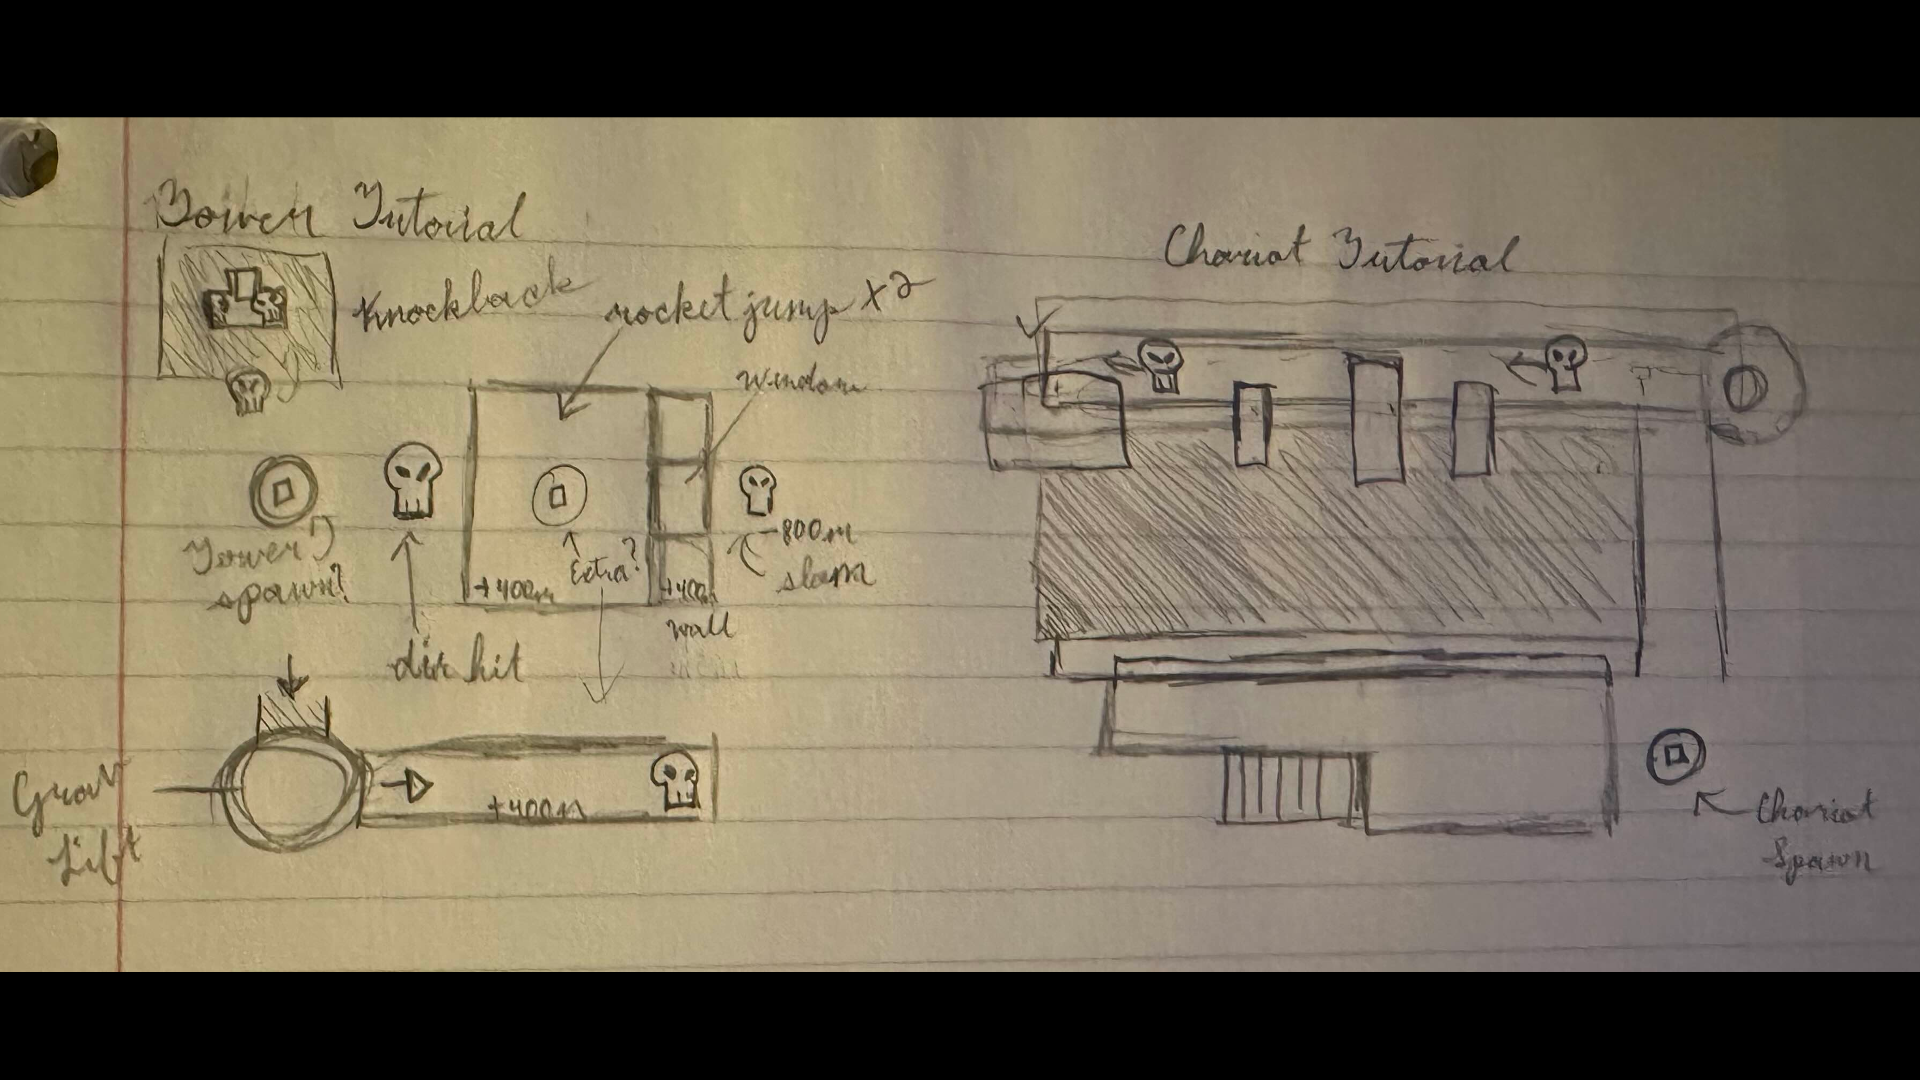 Tower Tutorial
Knockback
rocket jump x2
window
Tower
spawn?
dir hit
Extra?
+400m
+400m
wall
-800m
slam
Grav
Lift
+400m
Chariot Tutorial
Chariot
Spawn